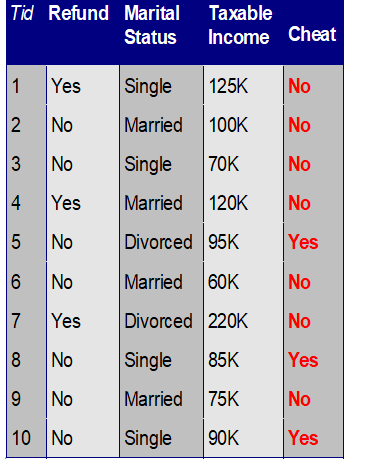 Tid Refund Marital Status Taxable Income Cheat
1 Yes Single 125K No
2 No Married 100K No
3 No Single 70K No
4 Yes Married 120K No
5 No Divorced 95K Yes
6 No Married 60K No
7 Yes Divorced 220K No
8 No Single 85K Yes
9 No Married 75K No
10 No Single 90K Yes